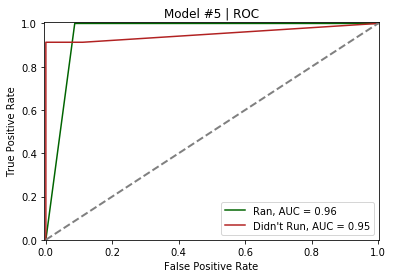 Model #5 | ROC
True Positive Rate
1.0
0.8
0.6
0.4
0.2
0.0
Ran, AUC = 0.96
Didn't Run, AUC = 0.95
0.0 0.2 0.4 0.6 0.8 1.0
False Positive Rate